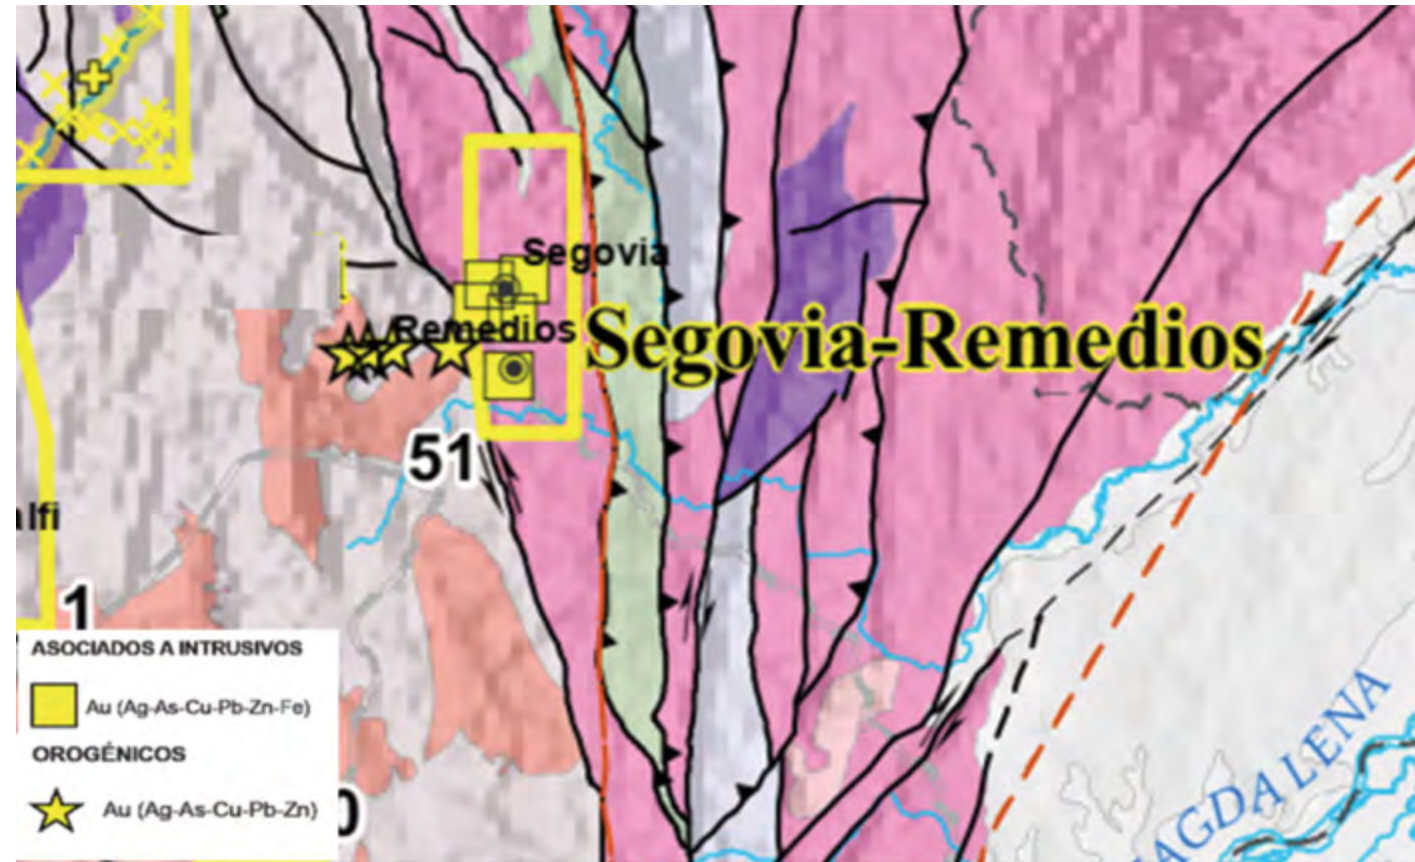 Segovia
Remedios
Segovia-Remedios
51
lfi
1
ASOCIADOS A INTRUSIVOS
Au (Ag-As-Cu-Pb-Zn-Fe)
OROGÉNICOS
Au (Ag-As-Cu-Pb-Zn)
0
AGDALENA